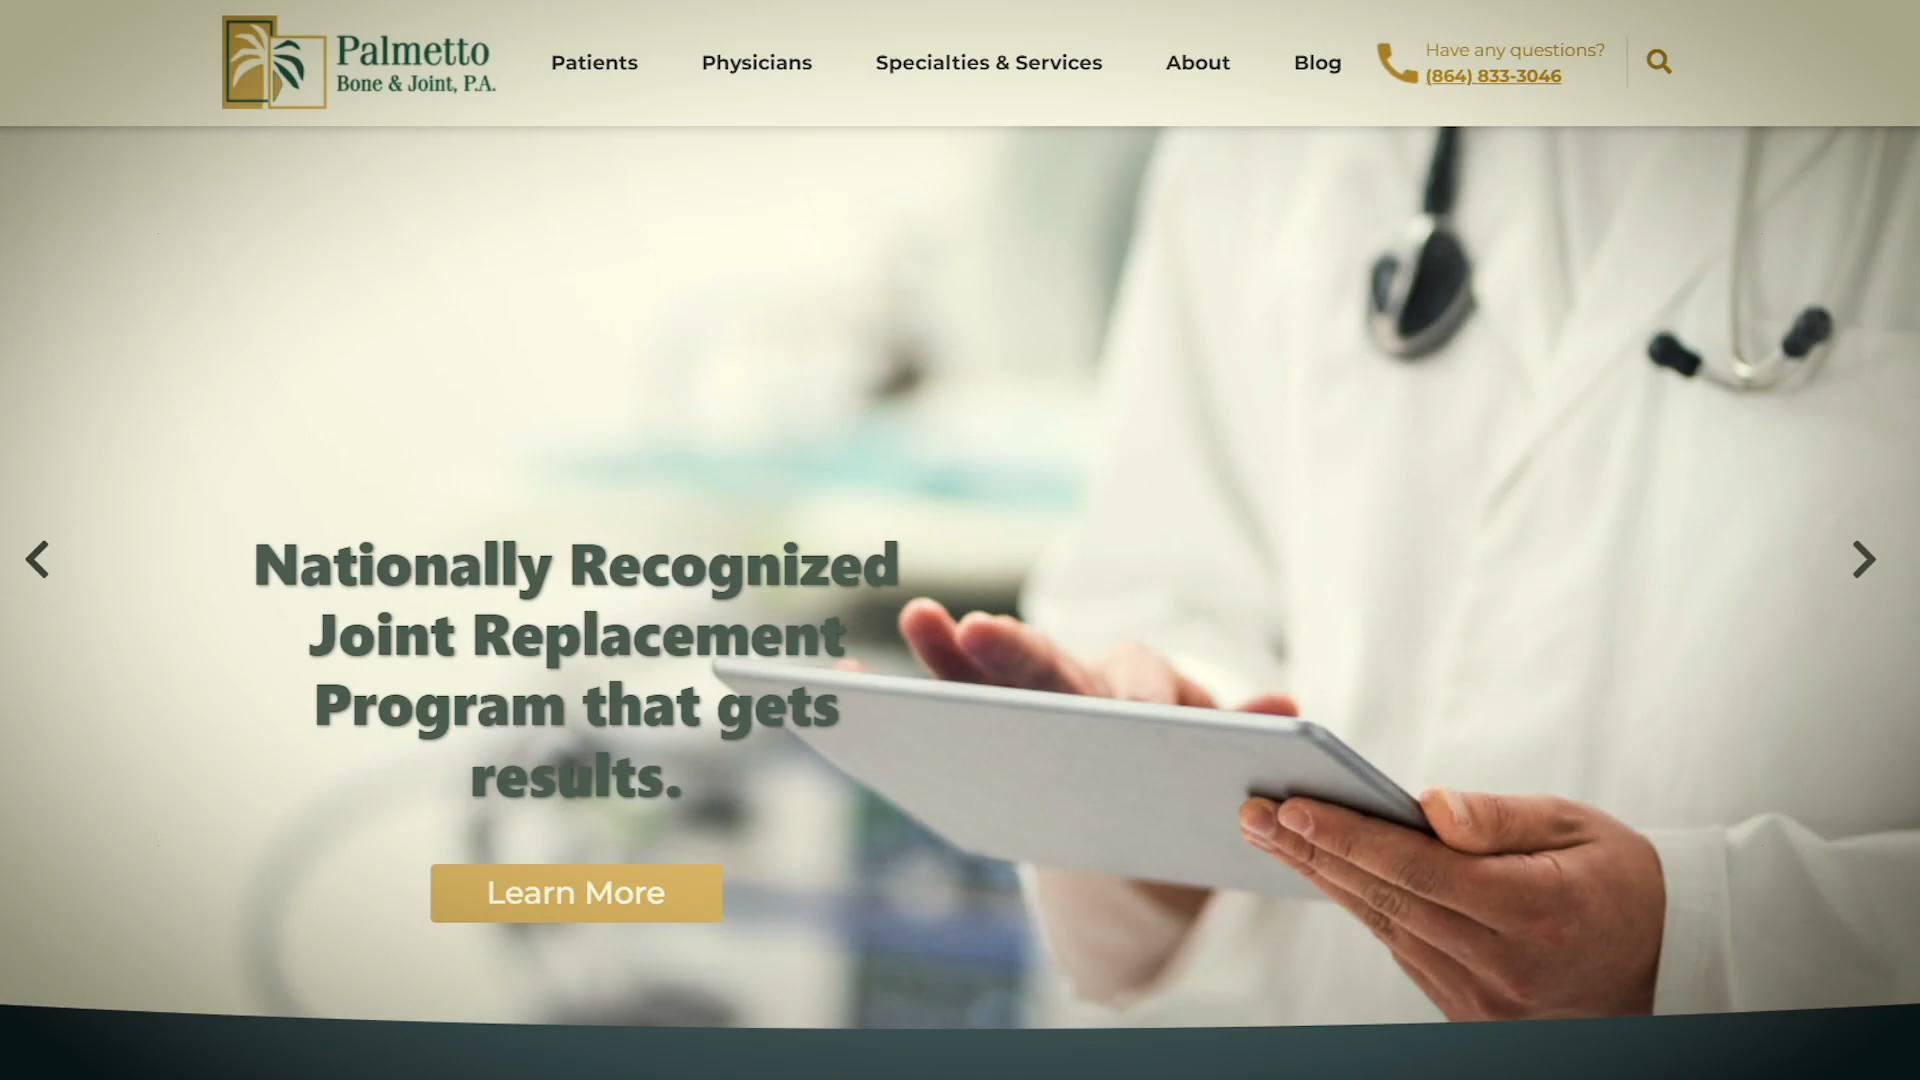 Palmetto
Bone & Joint, P.A.
Patients
Physicians
Specialties & Services
About
Blog
Have any questions?
(864) 833-3046
Nationally Recognized
Joint Replacement
Program that gets
results.
Learn More